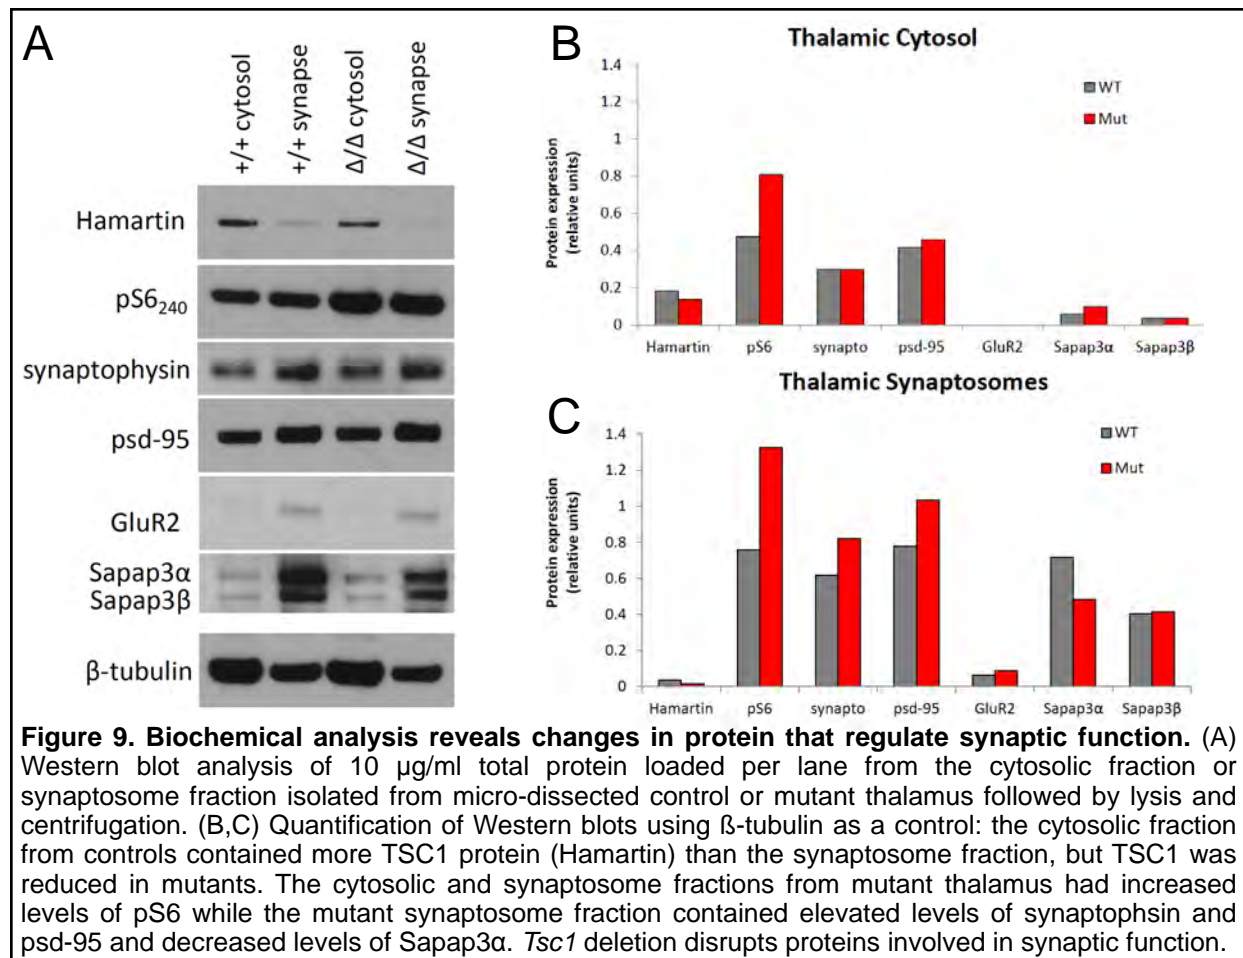 A
+/+ cytosol
+/+ synapse
Δ/Δ cytosol
Δ/Δ synapse
Hamartin
pS6240
synaptophysin
psd-95
GluR2
Sapap3α
Sapap3β
β-tubulin
B
Thalamic Cytosol
Protein expression
(relative units)
1.4
1.2
1
0.8
0.6
0.4
0.2
0
WT
Mut
Hamartin pS6 synapto psd-95 GluR2 Sapap3α Sapap3β
C
Thalamic Synaptosomes
Protein expression
(relative units)
1.4
1.2
1
0.8
0.6
0.4
0.2
0
WT
Mut
Hamartin pS6 synapto psd-95 GluR2 Sapap3α Sapap3β
Figure 9. Biochemical analysis reveals changes in protein that regulate synaptic function. (A)
Western blot analysis of 10 µg/ml total protein loaded per lane from the cytosolic fraction or
synaptosome fraction isolated from micro-dissected control or mutant thalamus followed by lysis and
centrifugation. (B,C) Quantification of Western blots using ß-tubulin as a control: the cytosolic fraction
from controls contained more TSC1 protein (Hamartin) than the synaptosome fraction, but TSC1 was
reduced in mutants. The cytosolic and synaptosome fractions from mutant thalamus had increased
levels of pS6 while the mutant synaptosome fraction contained elevated levels of synaptophsin and
psd-95 and decreased levels of Sapap3α. Tsc1 deletion disrupts proteins involved in synaptic function.